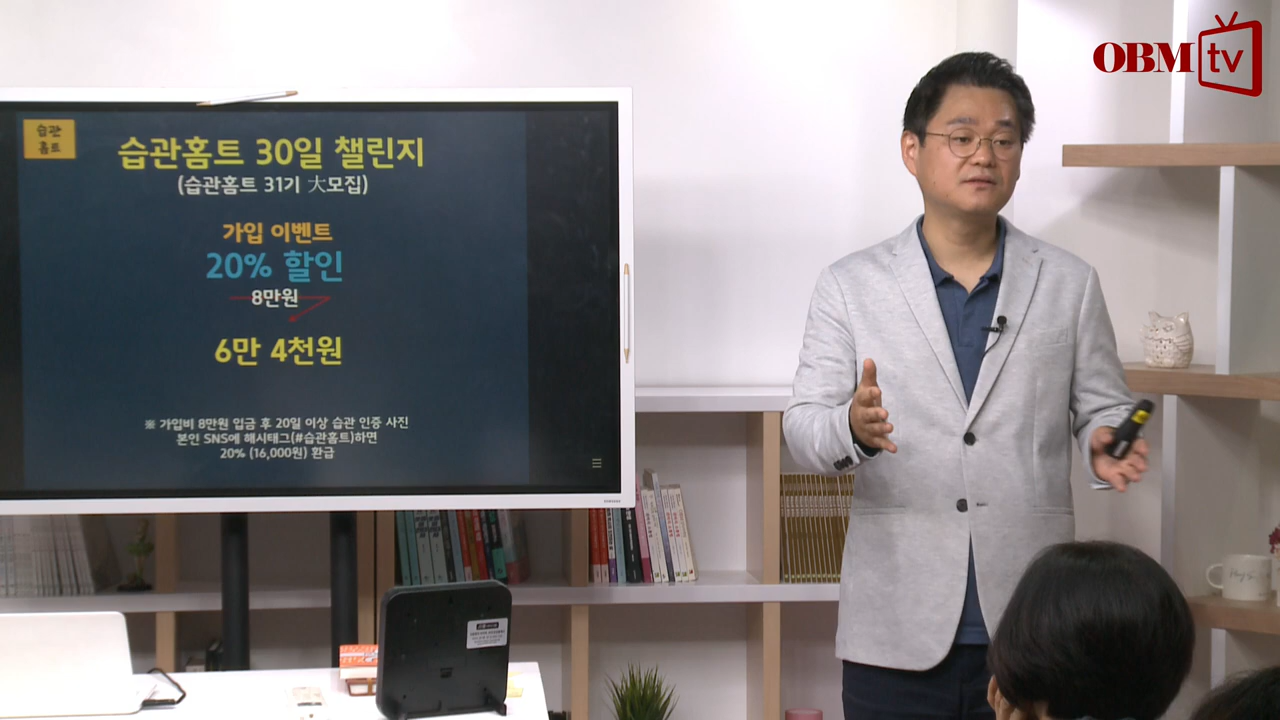 OBM tv
습관
홈트
습관홈트 30일 챌린지
(습관홈트 31기 大모집)
가입 이벤트
20% 할인
8만원
6만 4천원
※ 가입비 8만원 입금 후 20일 이상 습관 인증 사진
본인 SNS에 해시태그(#습관홈트)하면
20% (16,000원) 환급
SAMSUNG